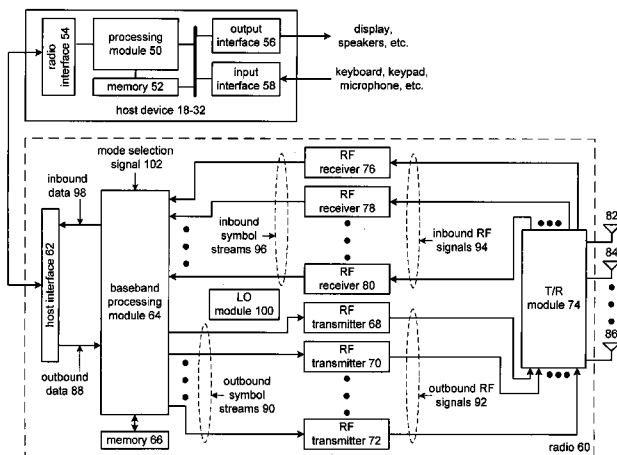 radio
interface 54
processing
module 50
memory 52
output
interface 56
input
interface 58
host device 18-32
display,
speakers, etc.
keyboard, keypad,
microphone, etc.
mode selection
signal 102
inbound
data 98
host interface 62
outbound
data 88
baseband
processing
module 64
memory 66
inbound
symbol
streams 96
LO
module 100
outbound
symbol
streams 90
RF
receiver 76
RF
receiver 78
RF
receiver 80
RF
transmitter 68
RF
transmitter 70
RF
transmitter 72
inbound RF
signals 94
outbound RF
signals 92
T/R
module 74
82
84
86
radio 60